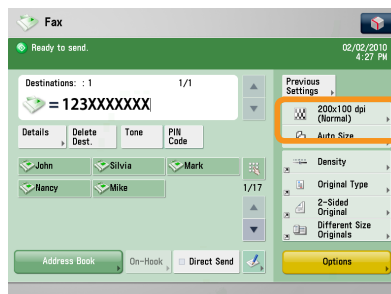 Fax
Ready to send.
02/02/2010
4:27 PM
Destinations: : 1
1/1
= 123XXXXXXX
Details
Delete
Dest.
Tone
PIN
Code
John
Silvia
Mark
Nancy
Mike
1/17
Address Book
On-Hook
Direct Send
Previous
Settings
200x100 dpi
(Normal)
Auto Size
Density
Original Type
2-Sided
Original
Different Size
Originals
Options